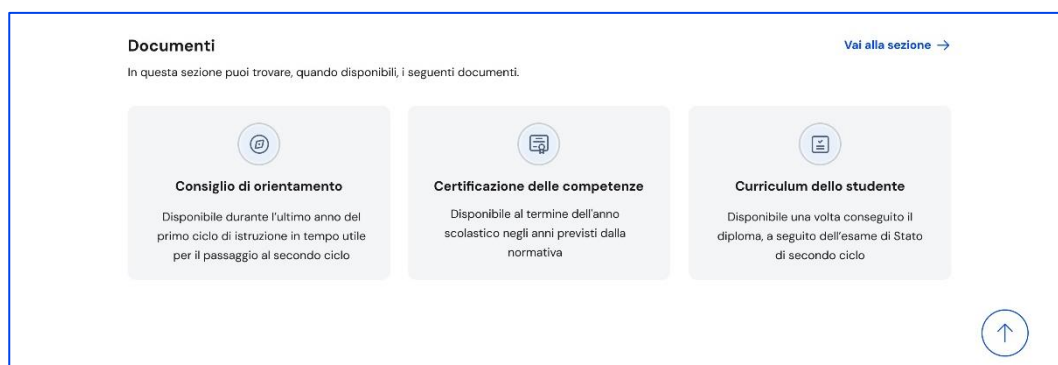 Documenti
Vai alla sezione →
In questa sezione puoi trovare, quando disponibili, i seguenti documenti.
Consiglio di orientamento
Disponibile durante l'ultimo anno del
primo ciclo di istruzione in tempo utile
per il passaggio al secondo ciclo
Certificazione delle competenze
Disponibile al termine dell'anno
scolastico negli anni previsti dalla
normativa
Curriculum dello studente
Disponibile una volta conseguito il
diploma, a seguito dell'esame di Stato
di secondo ciclo